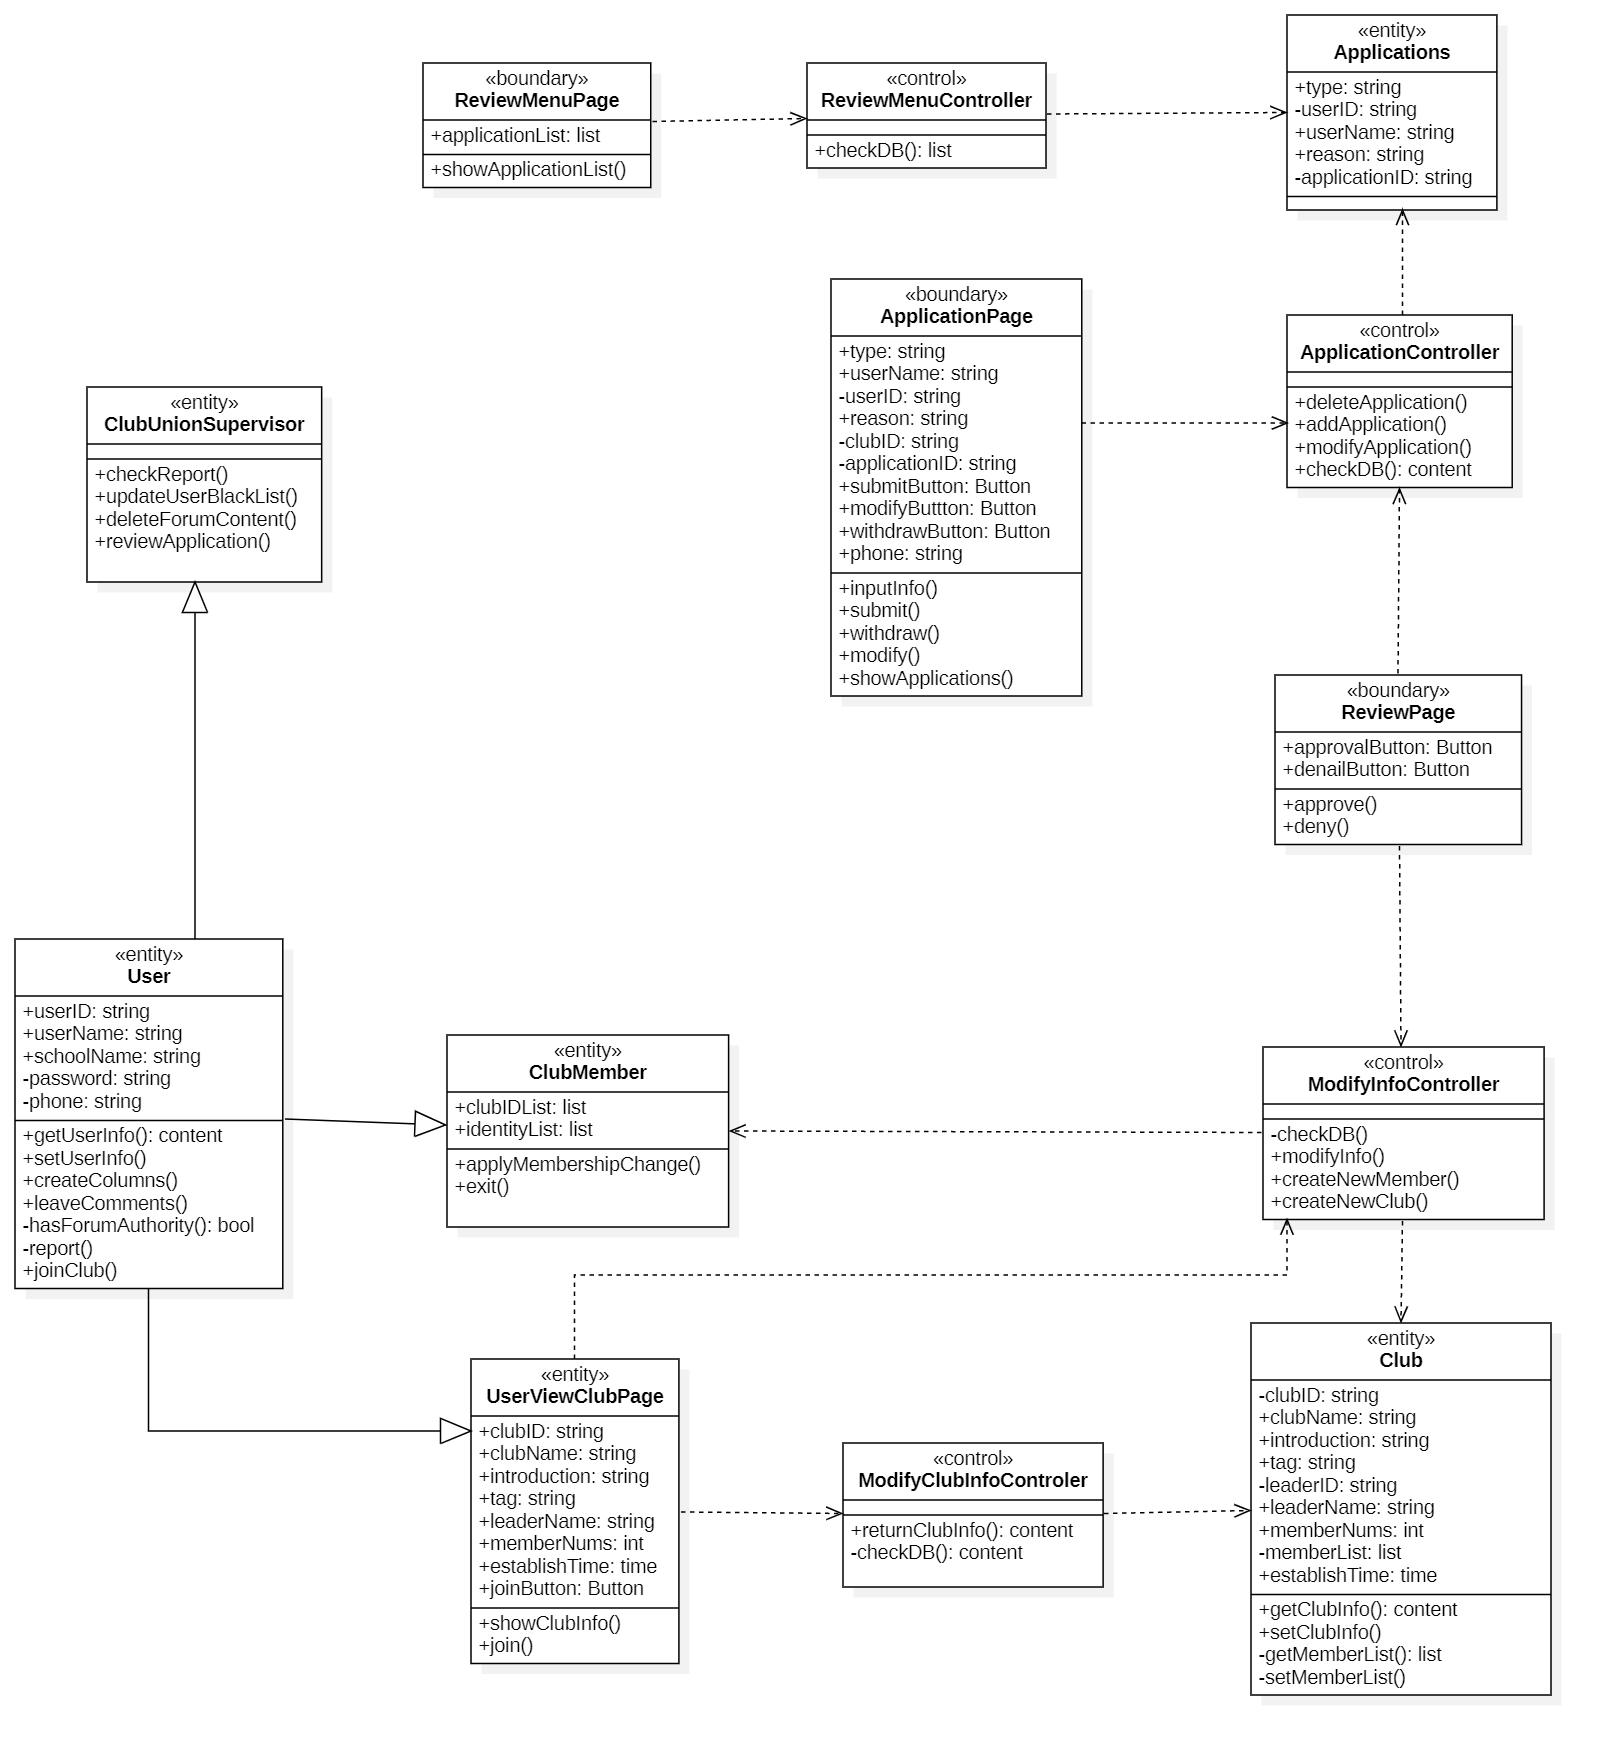 «entity»
Applications
+type: string
-userID: string
+userName: string
+reason: string
-applicationID: string
«boundary»
ReviewMenuPage
+applicationList: list
+showApplicationList()
«control»
ReviewMenuController
+checkDB(): list
«boundary»
ApplicationPage
+type: string
+userName: string
-userID: string
+reason: string
-clubID: string
-applicationID: string
+submitButton: Button
+modifyButtton: Button
+withdrawButton: Button
+phone: string
+inputInfo()
+submit()
+withdraw()
+modify()
+showApplications()
«control»
ApplicationController
+deleteApplication()
+addApplication()
+modifyApplication()
+checkDB(): content
«entity»
ClubUnionSupervisor
+checkReport()
+updateUserBlackList()
+deleteForumContent()
+reviewApplication()
«boundary»
ReviewPage
+approvalButton: Button
+denailButton: Button
+approve()
+deny()
«entity»
User
+userID: string
+userName: string
+schoolName: string
-password: string
-phone: string
+getUserInfo(): content
+setUserInfo()
+createColumns()
+leaveComments()
-hasForumAuthority(): bool
-report()
+joinClub()
«entity»
ClubMember
+clubIDList: list
+identityList: list
+applyMembershipChange()
+exit()
«control»
ModifyInfoController
-checkDB()
+modifyInfo()
+createNewMember()
+createNewClub()
«entity»
UserViewClubPage
+clubID: string
+clubName: string
+introduction: string
+tag: string
+leaderName: string
+memberNums: int
+establishTime: time
+joinButton: Button
+showClubInfo()
+join()
«control»
ModifyClubInfoControler
+returnClubInfo(): content
-checkDB(): content
«entity»
Club
-clubID: string
+clubName: string
+introduction: string
+tag: string
-leaderID: string
+leaderName: string
+memberNums: int
-memberList: list
+establishTime: time
+getClubInfo(): content
+setClubInfo()
-getMemberList(): list
-setMemberList()